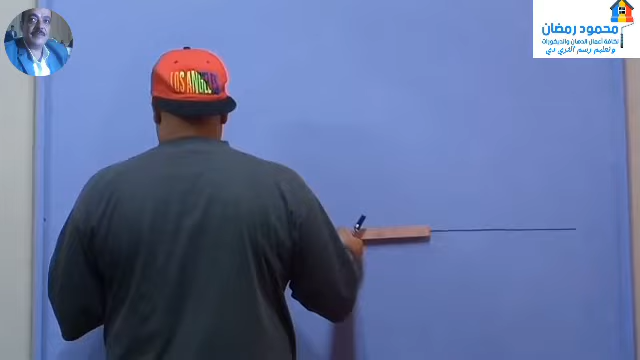 LOS ANGELES
محمود رمضان
لكافة أعمال الدهان والديكورات
وتعليم رسم الثري دي